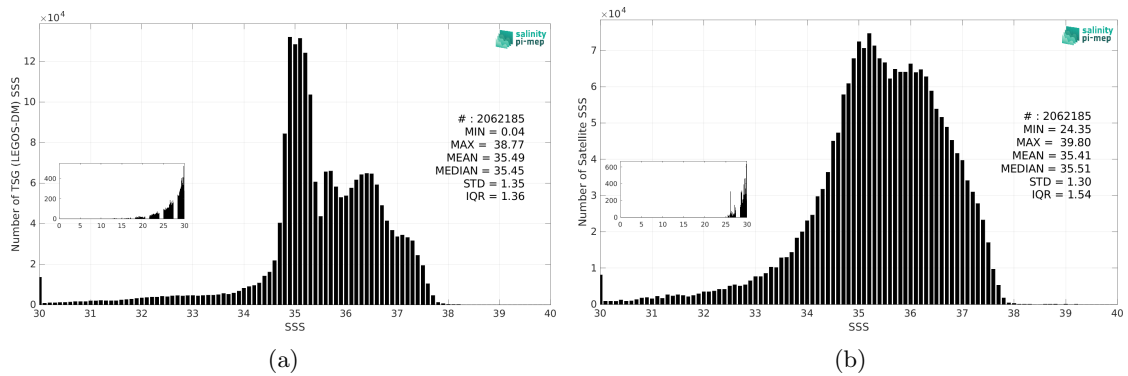 ×10⁴
salinity
pi-mep
Number of TSG (LEGOS-DM) SSS
12
10
8
6
4
2
0
# : 2062185
MIN = 0.04
MAX = 38.77
MEAN = 35.49
MEDIAN = 35.45
STD = 1.35
IQR = 1.36
400
200
0
0 5 10 15 20 25 30
30 31 32 33 34 35 36 37 38 39 40
SSS
(a)
×10⁴
salinity
pi-mep
Number of Satellite SSS
7
6
5
4
3
2
1
0
# : 2062185
MIN = 24.35
MAX = 39.80
MEAN = 35.41
MEDIAN = 35.51
STD = 1.30
IQR = 1.54
600
400
200
0
0 5 10 15 20 25 30
30 31 32 33 34 35 36 37 38 39 40
SSS
(b)